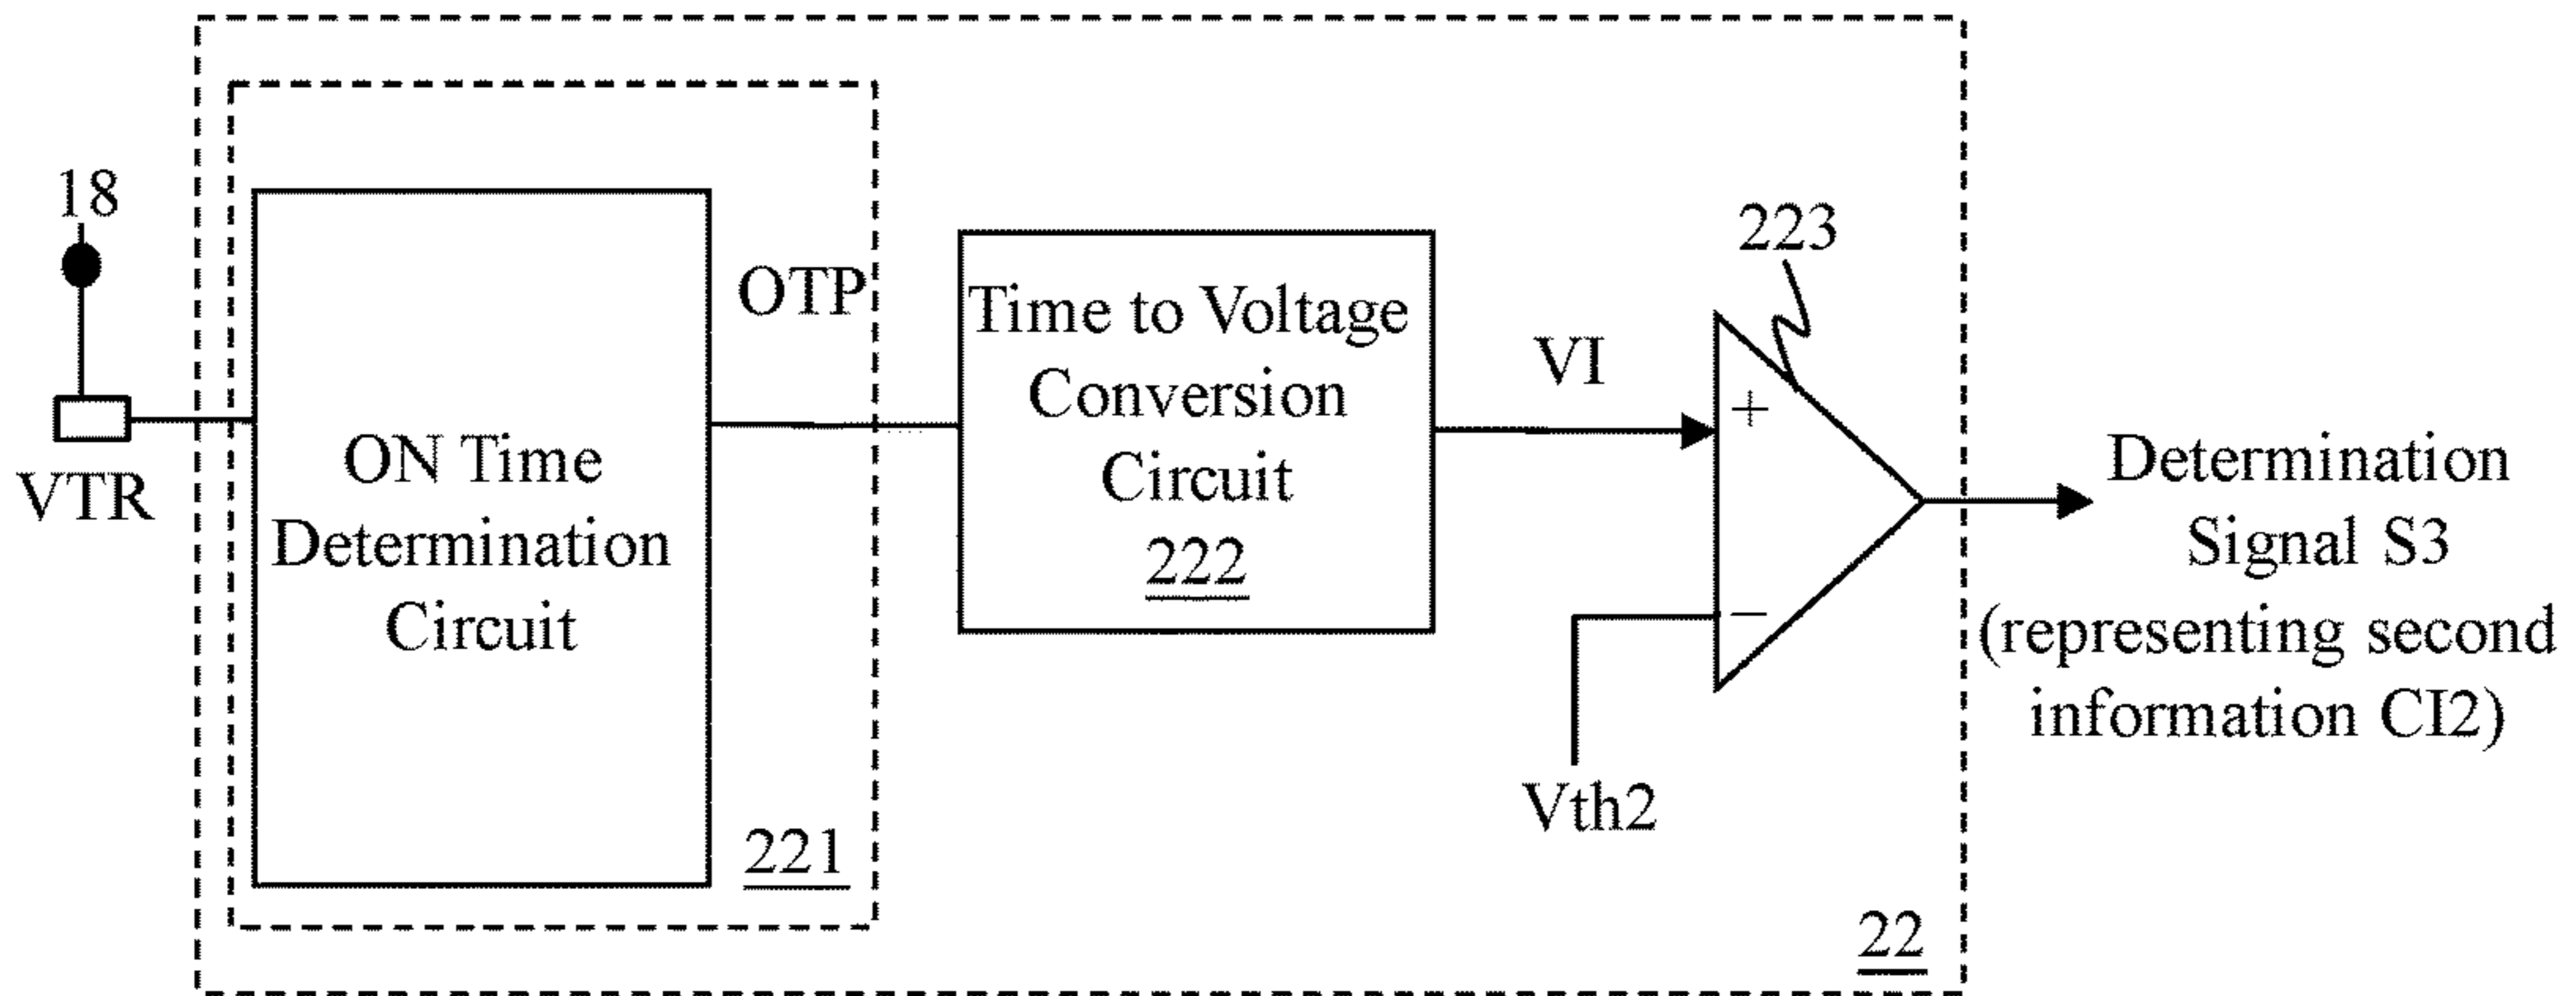 18
VTR
ON Time
Determination
Circuit
OTP
221
Time to Voltage
Conversion
Circuit
222
VI
223
+
−
Vth2
22
Determination
Signal S3
(representing second
information CI2)